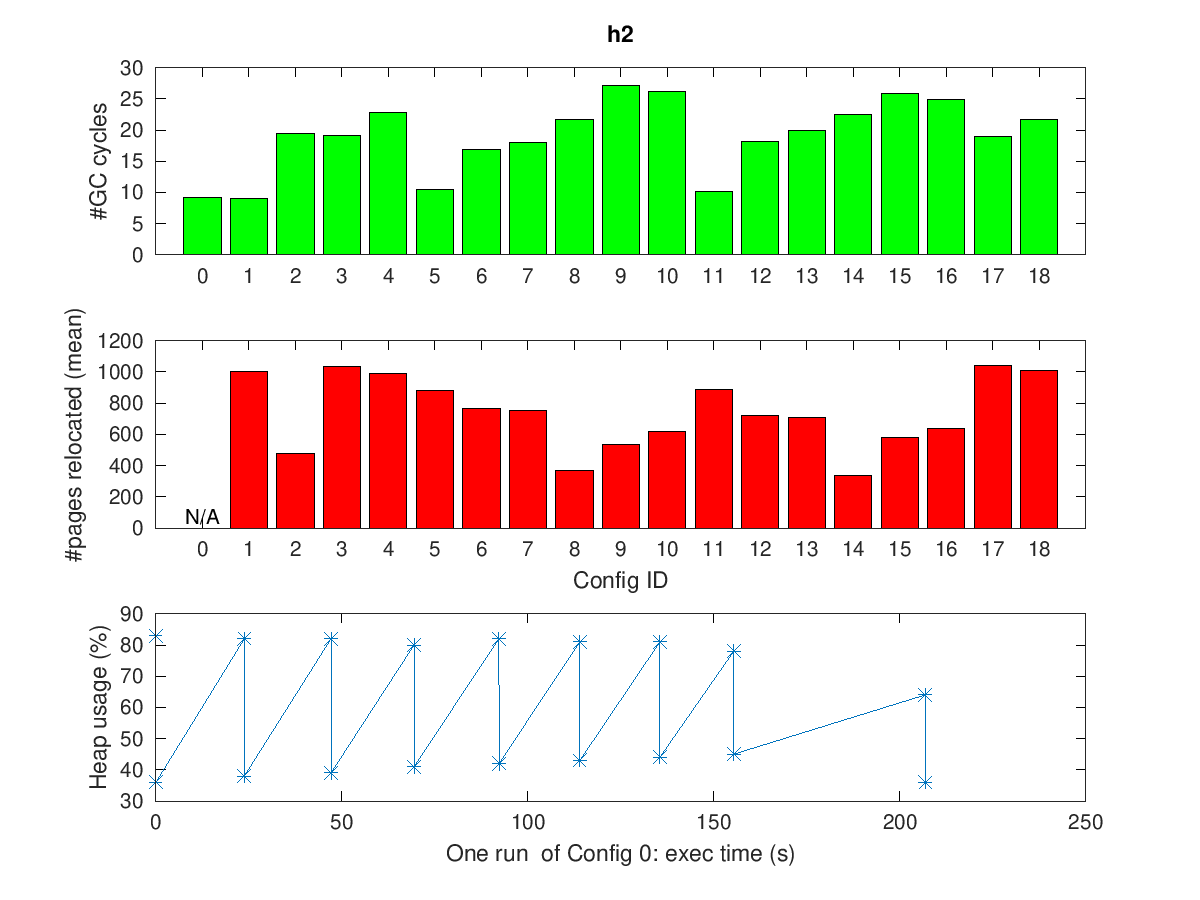 h2
#GC cycles
30
25
20
15
10
5
0
0 1 2 3 4 5 6 7 8 9 10 11 12 13 14 15 16 17 18
#pages relocated (mean)
1200
1000
800
600
400
200
0
N/A
0 1 2 3 4 5 6 7 8 9 10 11 12 13 14 15 16 17 18
Config ID
Heap usage (%)
90
80
70
60
50
40
30
0 50 100 150 200 250
One run of Config 0: exec time (s)